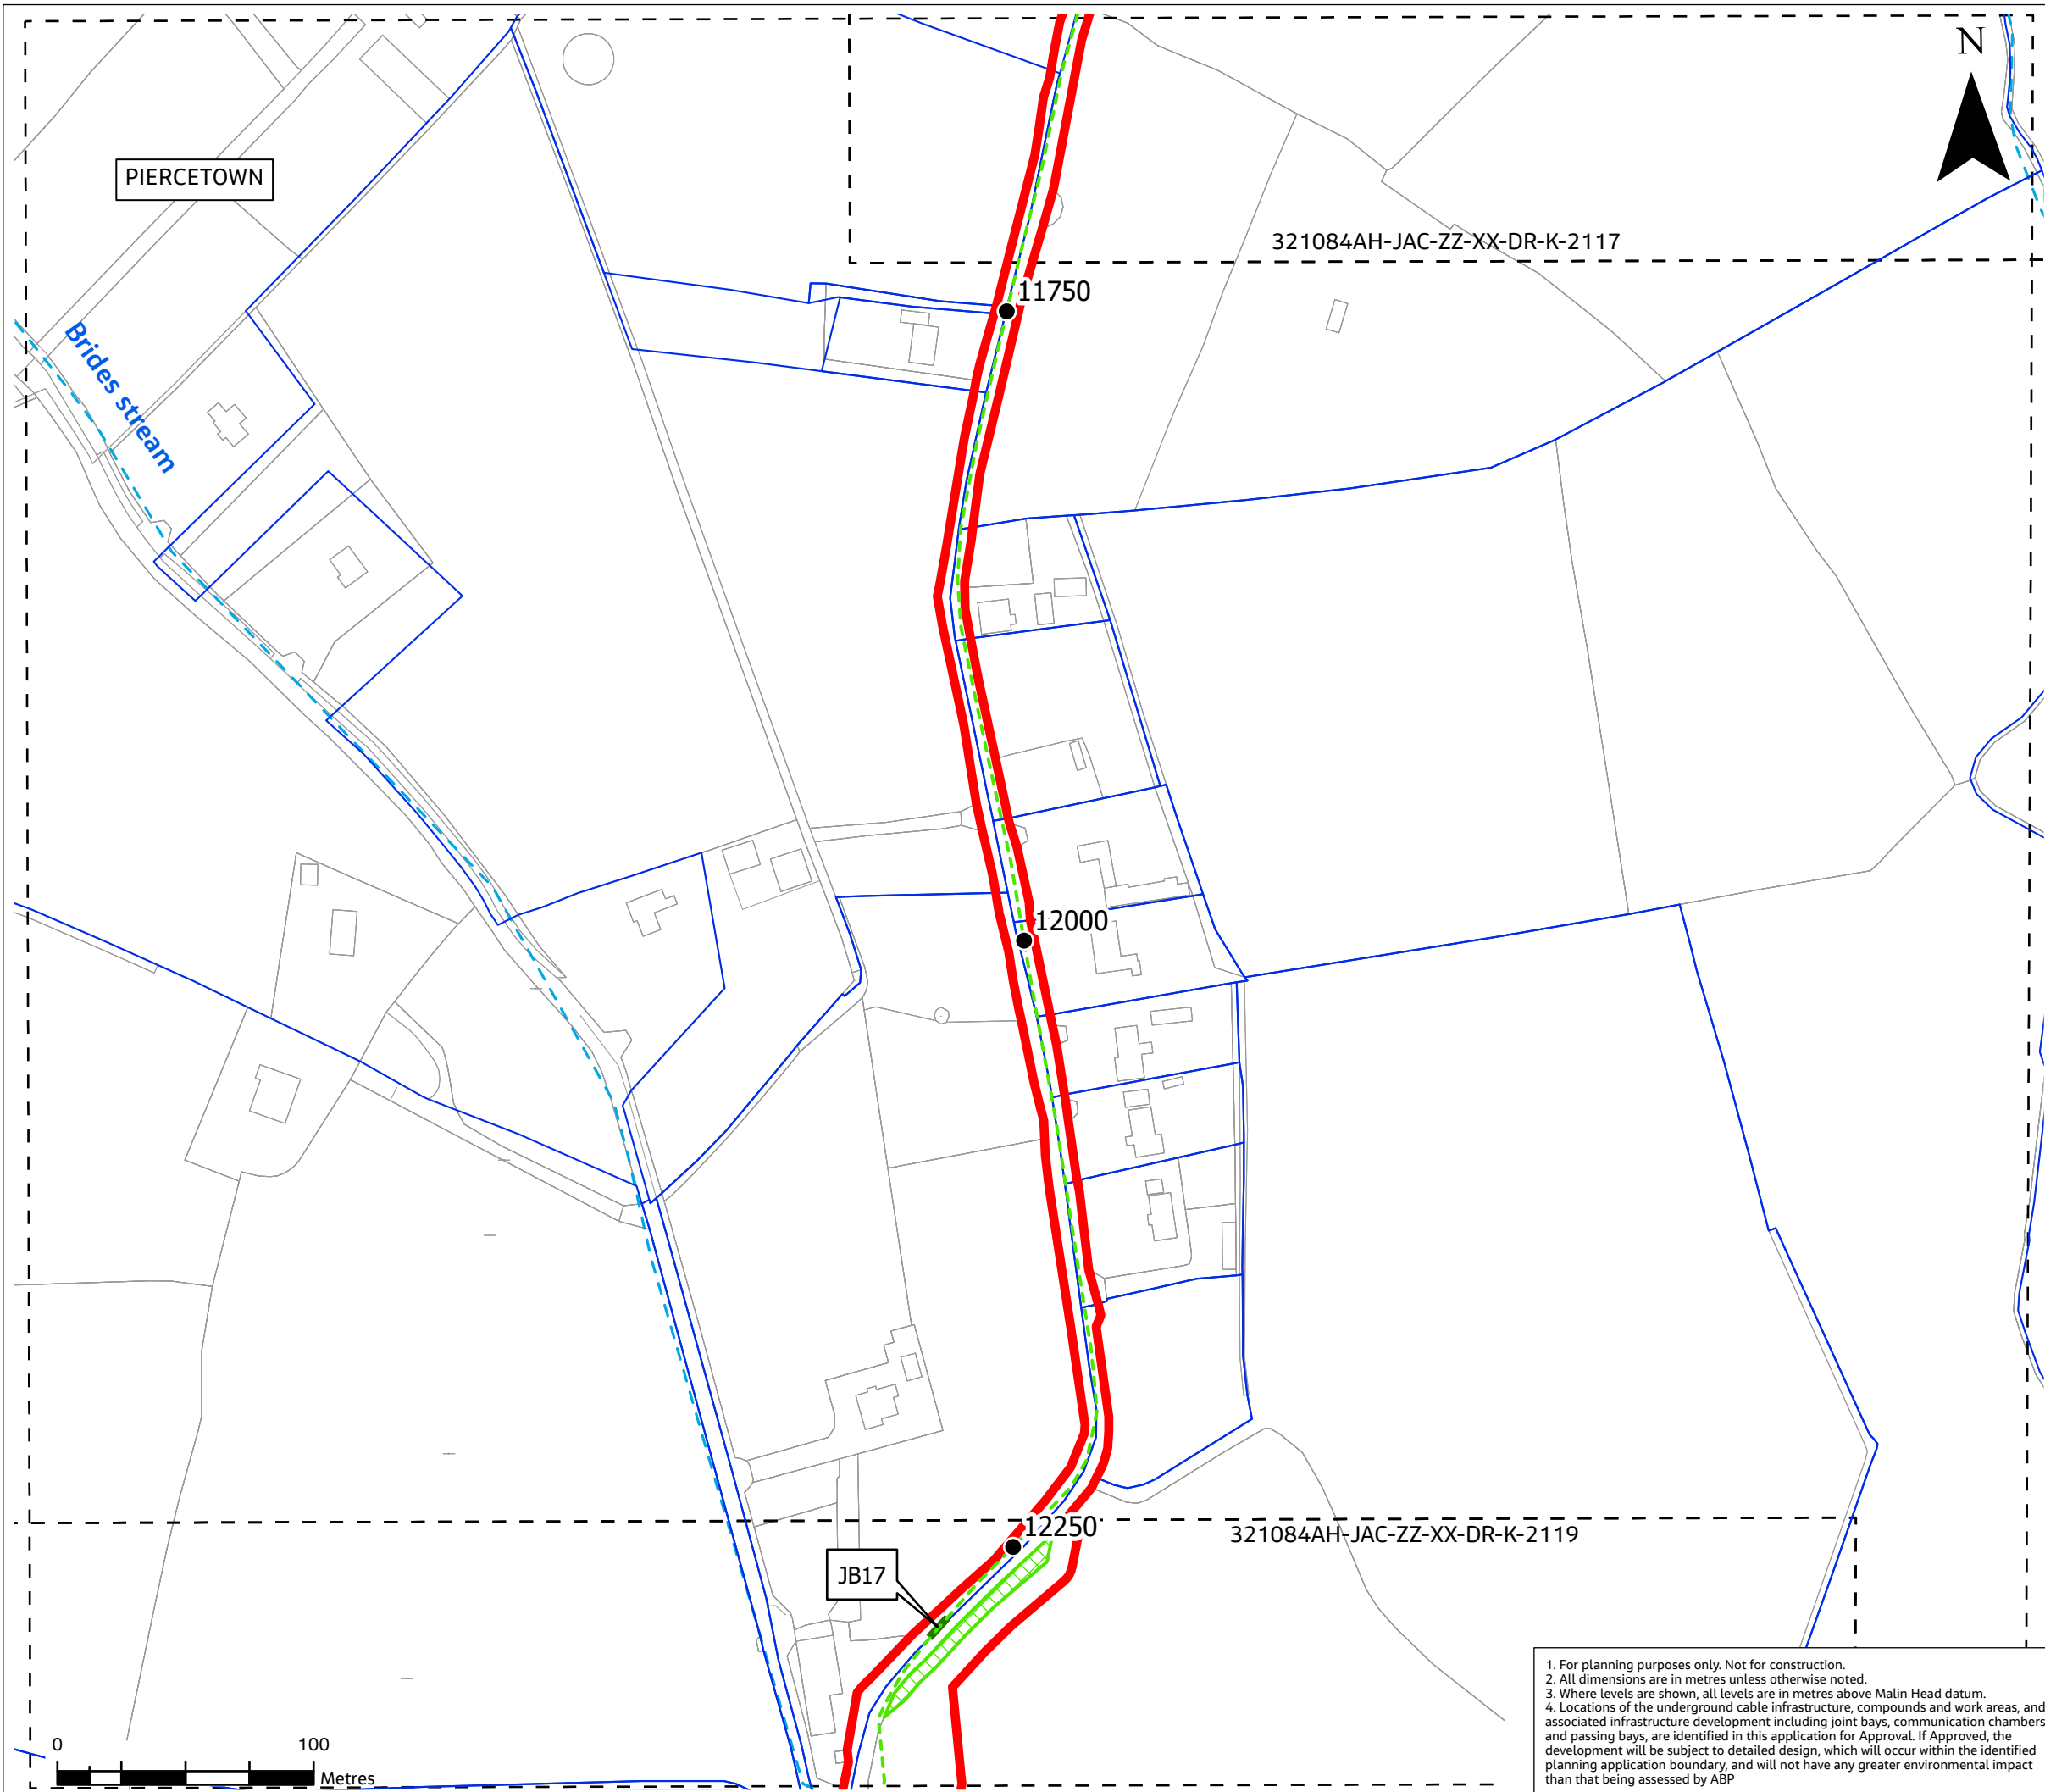 N
PIERCETOWN
321084AH-JAC-ZZ-XX-DR-K-2117
11750
Brides stream
12000
12250
321084AH-JAC-ZZ-XX-DR-K-2119
JB17
0 100
Metres
1. For planning purposes only. Not for construction.
2. All dimensions are in metres unless otherwise noted.
3. Where levels are shown, all levels are in metres above Malin Head datum.
4. Locations of the underground cable infrastructure, compounds and work areas, and
associated infrastructure development including joint bays, communication chambers
and passing bays, are identified in this application for Approval. If Approved, the
development will be subject to detailed design, which will occur within the identified
planning application boundary, and will not have any greater environmental impact
than that being assessed by ABP